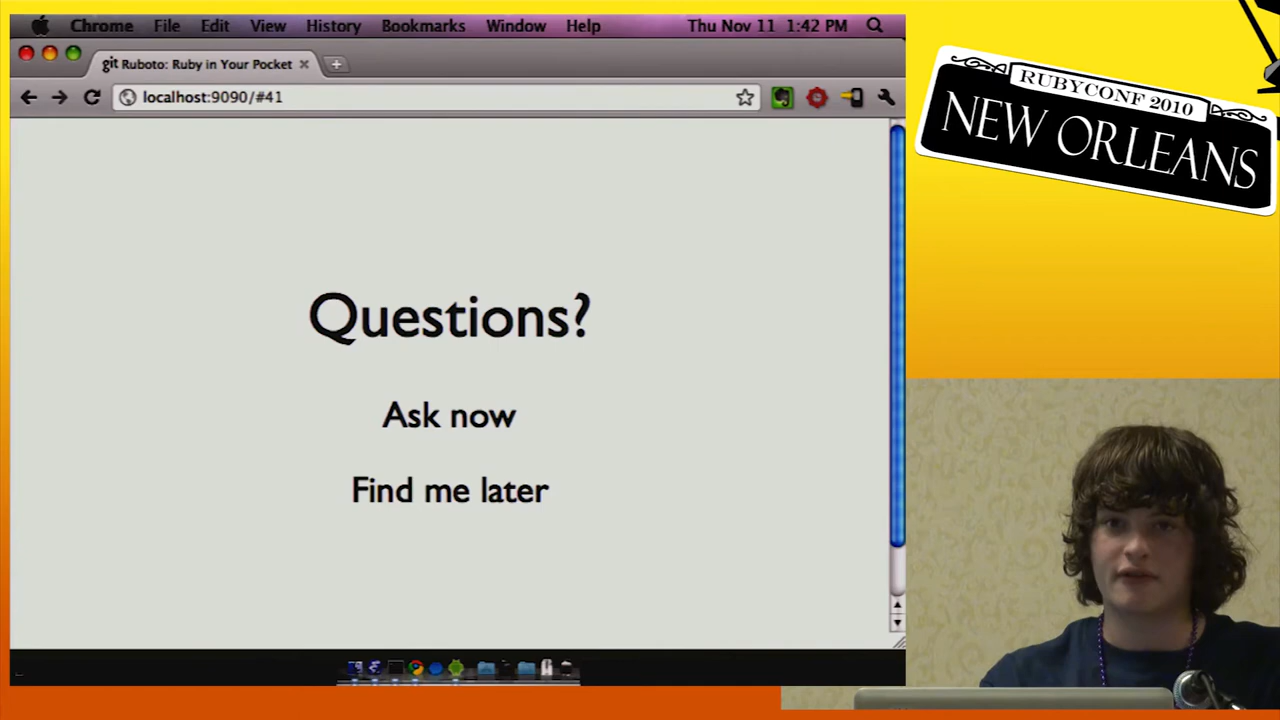 Chrome File Edit View History Bookmarks Window Help Thu Nov 11 1:42 PM
git Ruboto: Ruby in Your Pocket
localhost:9090/#41
RUBYCONF 2010
NEW ORLEANS
Questions?
Ask now
Find me later